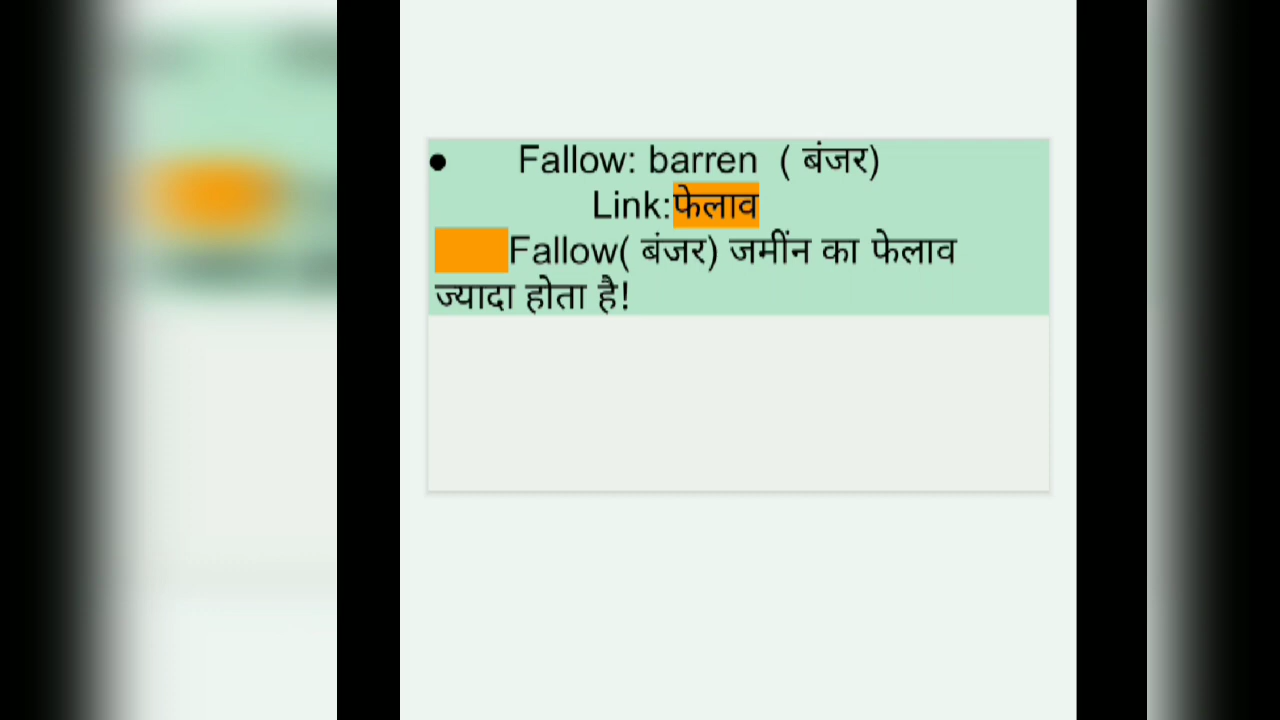 ● Fallow: barren ( बंजर)
Link:फेलाव
Fallow( बंजर) जमींन का फेलाव
ज्यादा होता है!